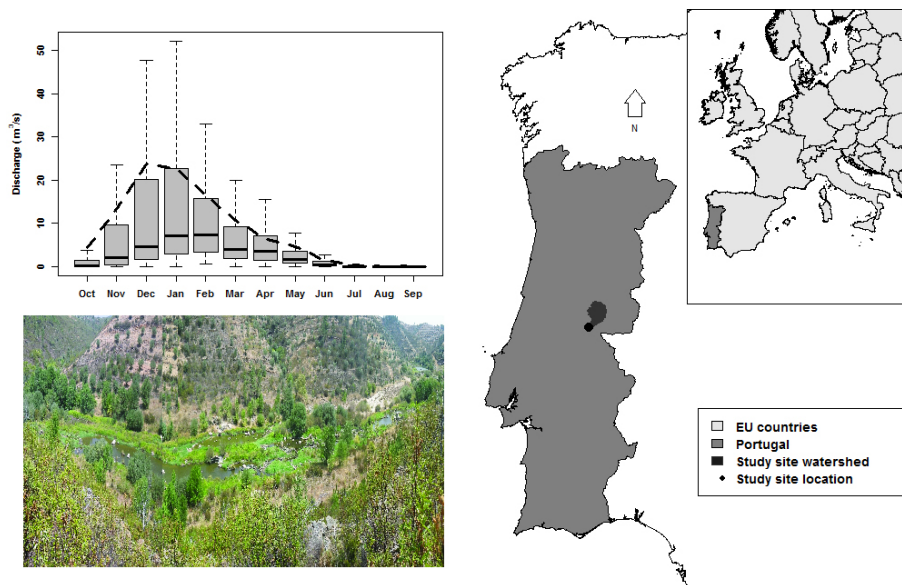 50
40
30
20
10
0
Discharge (m³/s)
Oct Nov Dec Jan Feb Mar Apr May Jun Jul Aug Sep
N
EU countries
Portugal
Study site watershed
Study site location